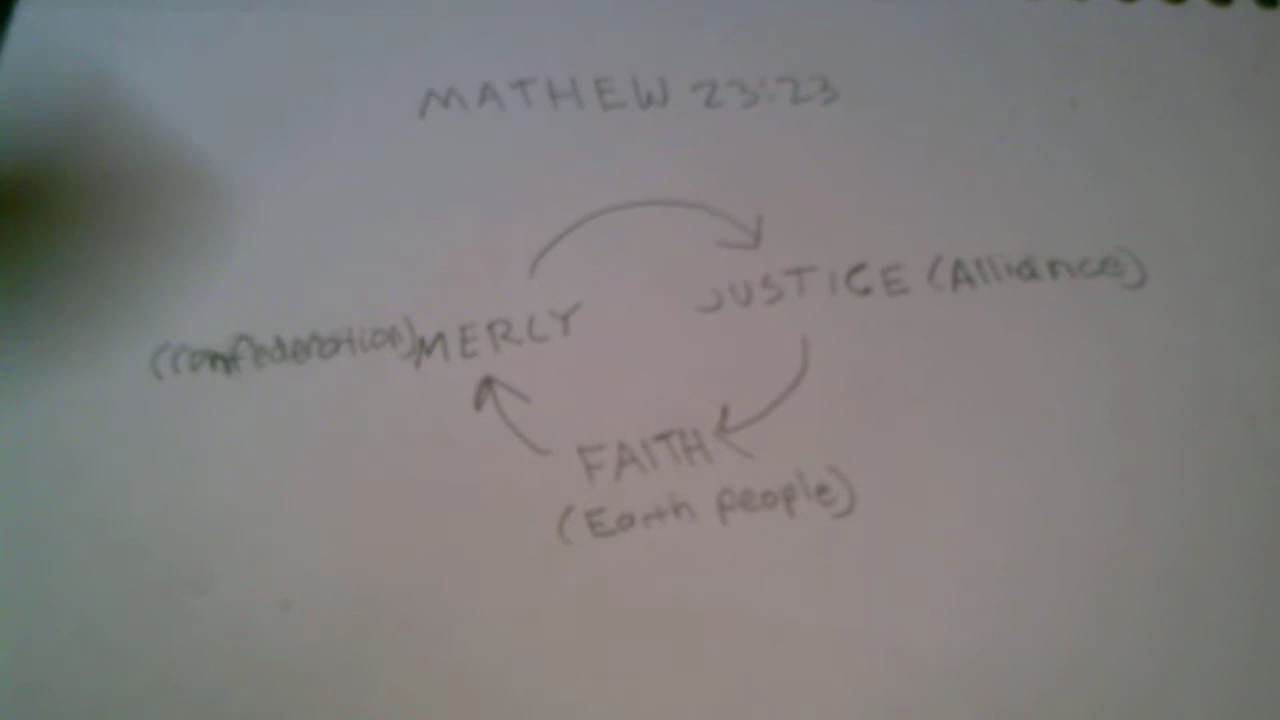 MATHEW 23:23
JUSTICE (Alliance)
(Confederation) MERCY
FAITH
(Earth people)